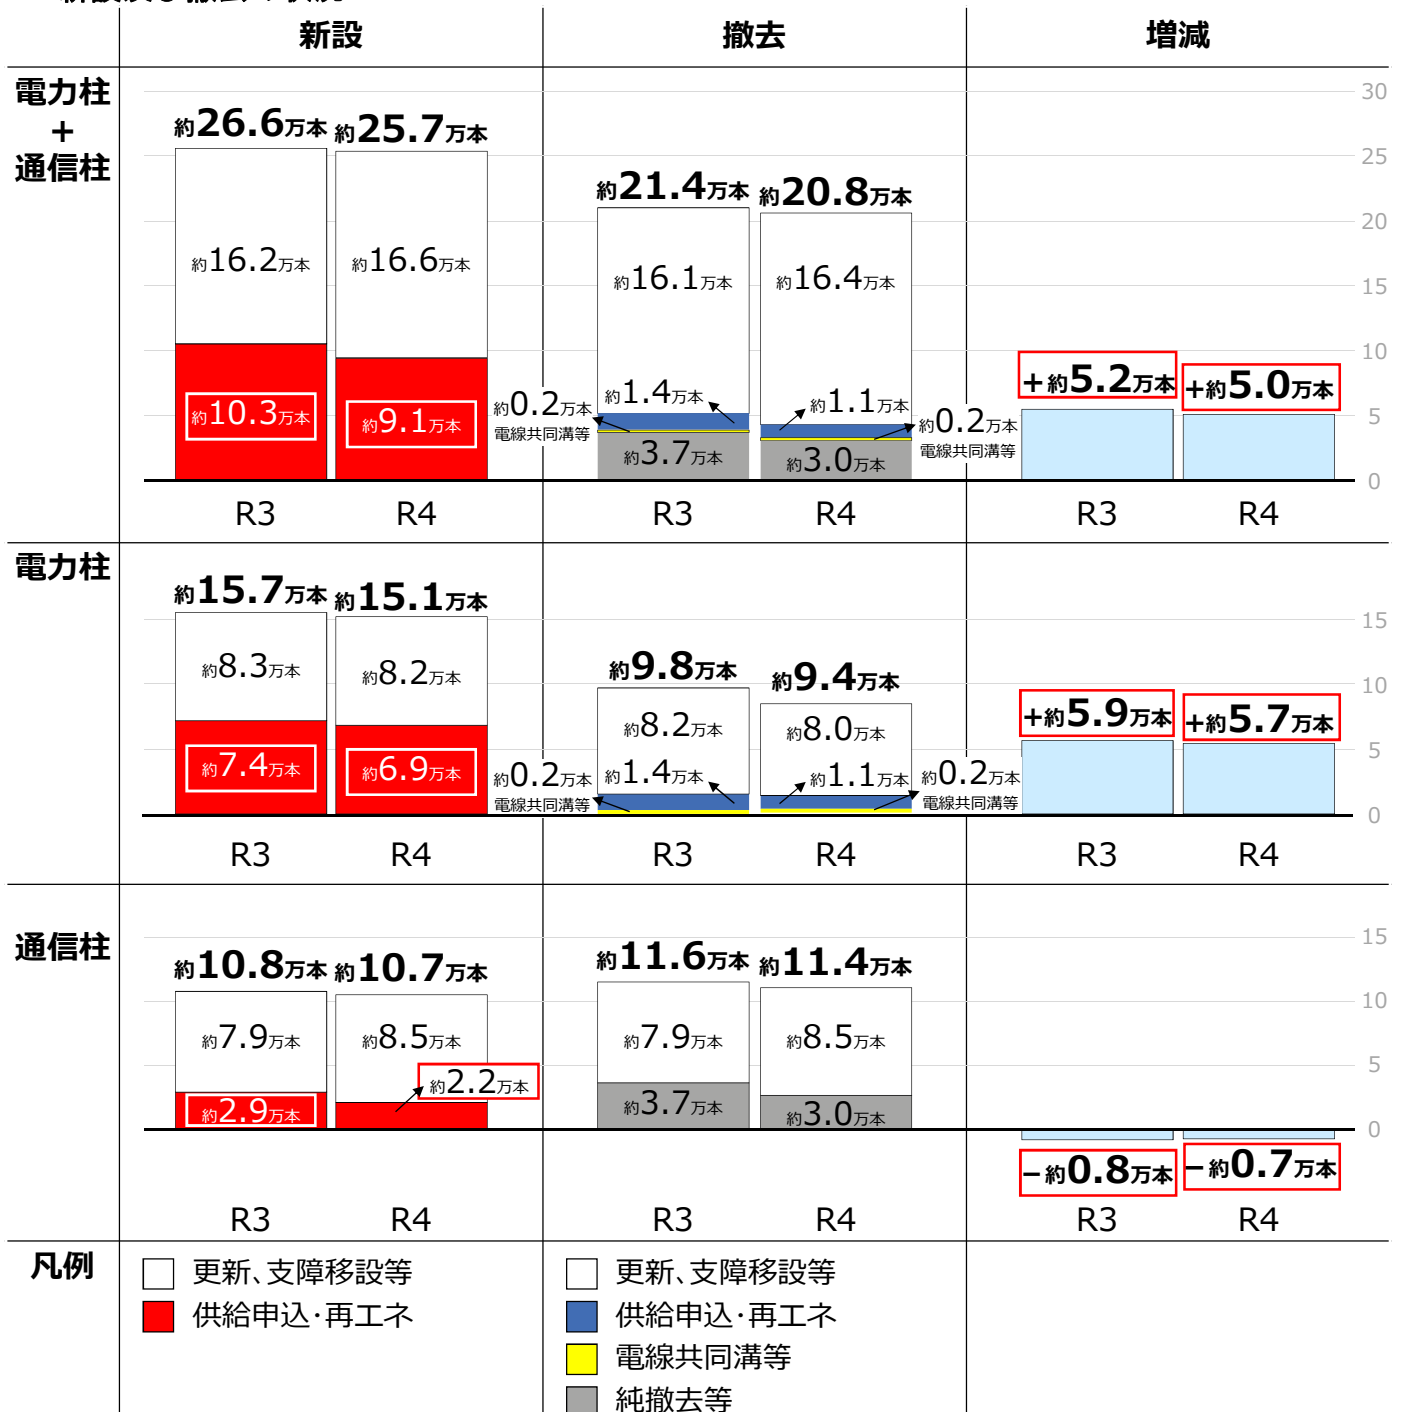 新設 撤去 増減
電力柱
+
通信柱
30
25
20
15
10
5
0
約26.6万本 約25.7万本
約16.2万本 約16.6万本
約10.3万本 約9.1万本
R3 R4
約21.4万本 約20.8万本
約16.1万本 約16.4万本
約1.4万本 約1.1万本
約0.2万本
電線共同溝等
約0.2万本
電線共同溝等
約3.7万本 約3.0万本
R3 R4
+約5.2万本 +約5.0万本
R3 R4
電力柱
15
10
5
0
約15.7万本 約15.1万本
約8.3万本 約8.2万本
約7.4万本 約6.9万本
R3 R4
約9.8万本 約9.4万本
約8.2万本 約8.0万本
約1.4万本 約1.1万本
約0.2万本
電線共同溝等
約0.2万本
電線共同溝等
R3 R4
+約5.9万本 +約5.7万本
R3 R4
通信柱
15
10
5
0
約10.8万本 約10.7万本
約7.9万本 約8.5万本
約2.9万本 約2.2万本
R3 R4
約11.6万本 約11.4万本
約7.9万本 約8.5万本
約3.7万本 約3.0万本
R3 R4
−約0.8万本 −約0.7万本
R3 R4
凡例
更新、支障移設等
供給申込・再エネ
更新、支障移設等
供給申込・再エネ
電線共同溝等
純撤去等